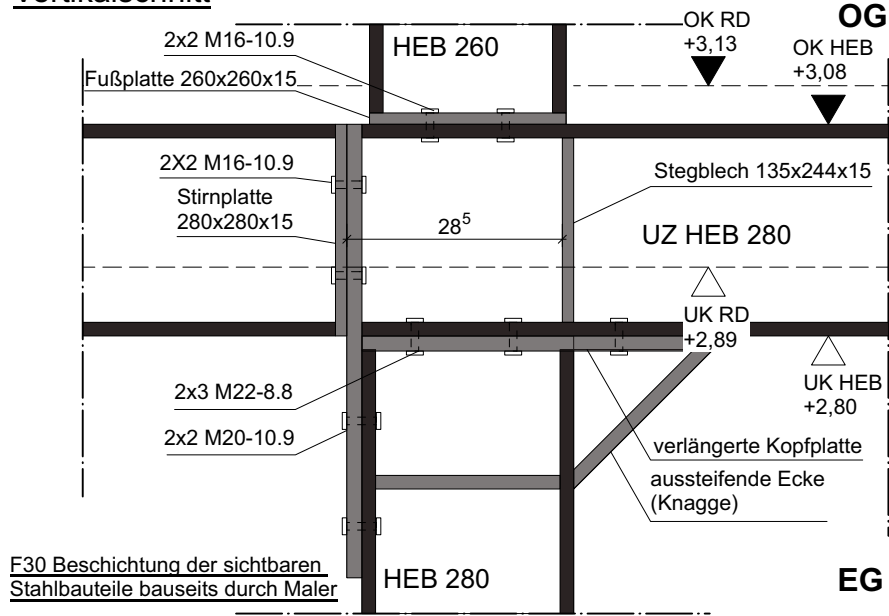 Vertikalschnitt
OG
2x2 M16-10.9
HEB 260
OK RD
+3,13
OK HEB
+3,08
Fußplatte 260x260x15
2X2 M16-10.9
Stirnplatte
280x280x15
28⁵
Stegblech 135x244x15
UZ HEB 280
UK RD
+2,89
UK HEB
+2,80
2x3 M22-8.8
2x2 M20-10.9
verlängerte Kopfplatte
aussteifende Ecke
(Knagge)
F30 Beschichtung der sichtbaren
Stahlbauteile bauseits durch Maler
HEB 280
EG